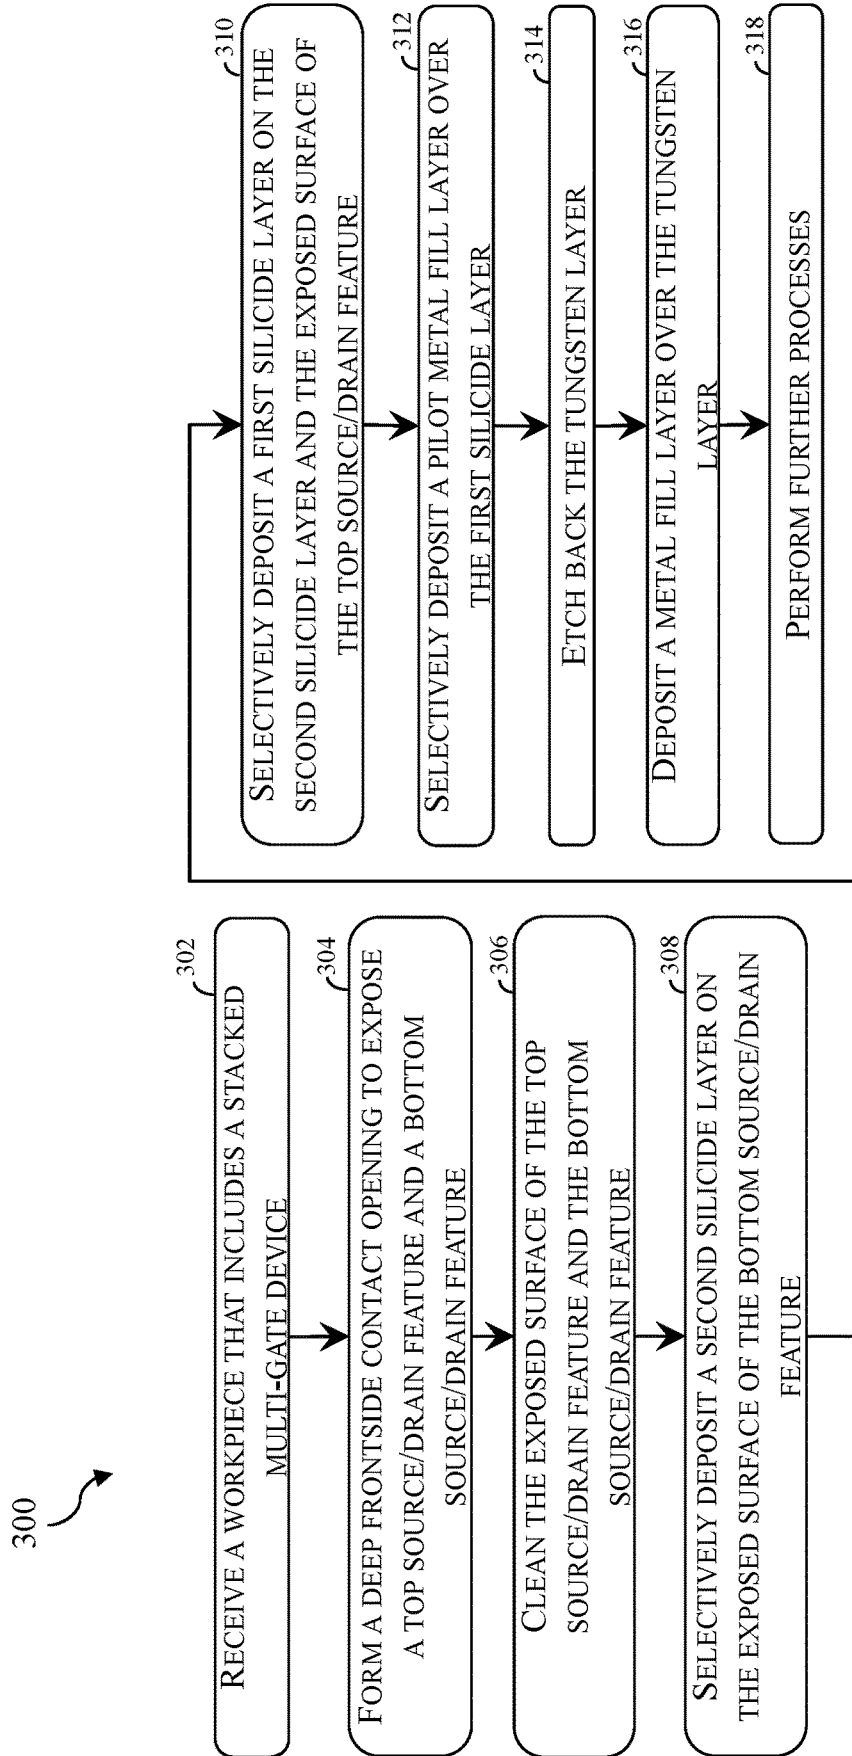 300
302
RECEIVE A WORKPIECE THAT INCLUDES A STACKED
MULTI-GATE DEVICE
304
FORM A DEEP FRONTSIDE CONTACT OPENING TO EXPOSE
A TOP SOURCE/DRAIN FEATURE AND A BOTTOM
SOURCE/DRAIN FEATURE
306
CLEAN THE EXPOSED SURFACE OF THE TOP
SOURCE/DRAIN FEATURE AND THE BOTTOM
SOURCE/DRAIN FEATURE
308
SELECTIVELY DEPOSIT A SECOND SILICIDE LAYER ON
THE EXPOSED SURFACE OF THE BOTTOM SOURCE/DRAIN
FEATURE
310
SELECTIVELY DEPOSIT A FIRST SILICIDE LAYER ON THE
SECOND SILICIDE LAYER AND THE EXPOSED SURFACE OF
THE TOP SOURCE/DRAIN FEATURE
312
SELECTIVELY DEPOSIT A PILOT METAL FILL LAYER OVER
THE FIRST SILICIDE LAYER
314
ETCH BACK THE TUNGSTEN LAYER
316
DEPOSIT A METAL FILL LAYER OVER THE TUNGSTEN
LAYER
318
PERFORM FURTHER PROCESSES